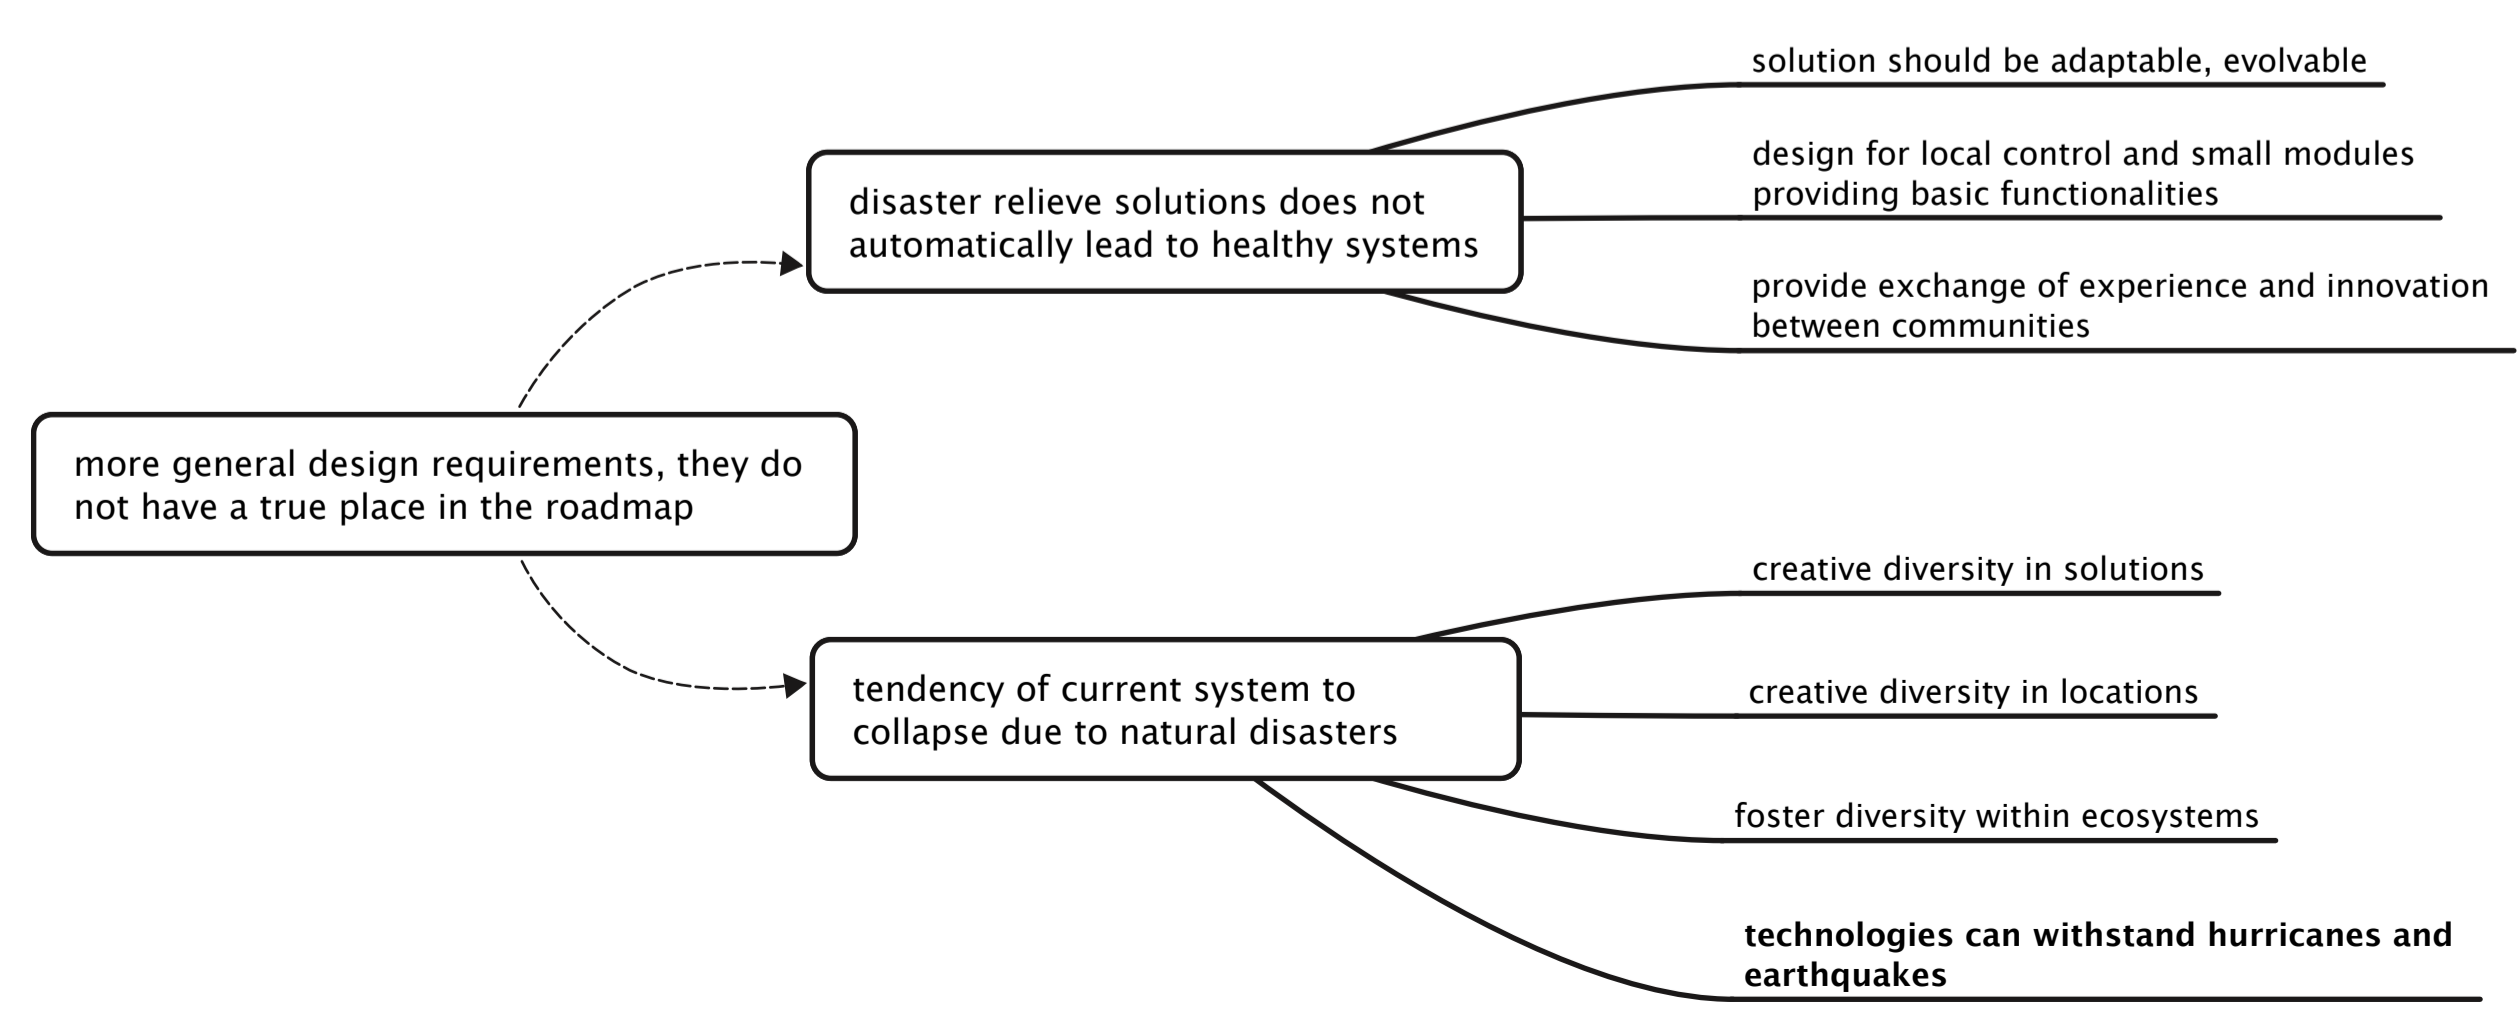 solution should be adaptable, evolvable
design for local control and small modules
providing basic functionalities
disaster relieve solutions does not
automatically lead to healthy systems
provide exchange of experience and innovation
between communities
more general design requirements, they do
not have a true place in the roadmap
creative diversity in solutions
tendency of current system to
collapse due to natural disasters
creative diversity in locations
foster diversity within ecosystems
technologies can withstand hurricanes and
earthquakes